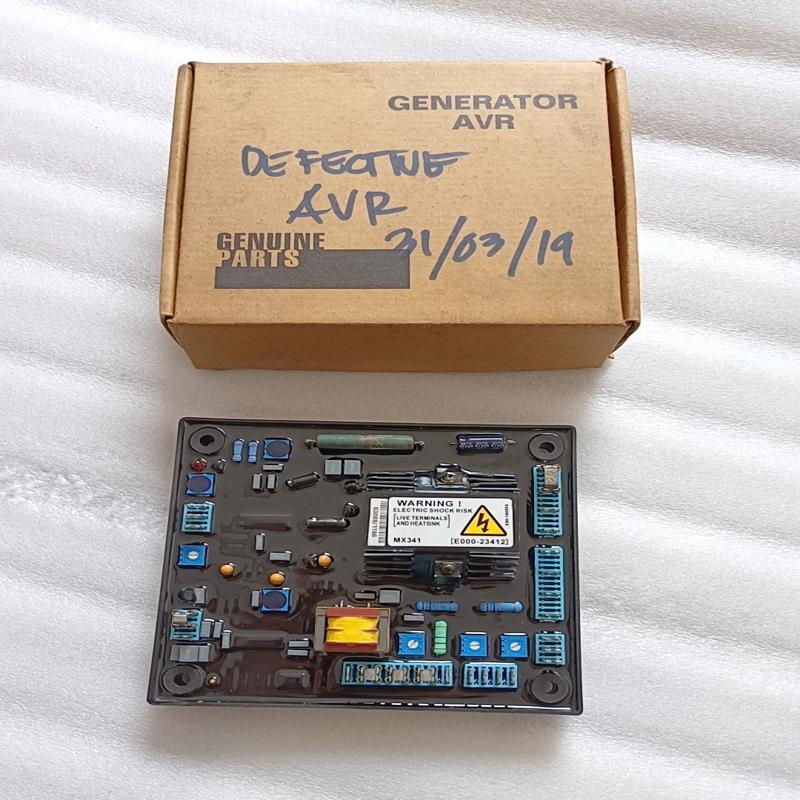 GENERATOR
AVR
DEFECTIVE
AVR
31/03/19
GENUINE
PARTS
WARNING !
ELECTRIC SHOCK RISK
[LIVE TERMINALS]
[AND HEATSINK]
MX341 [E000-23412]